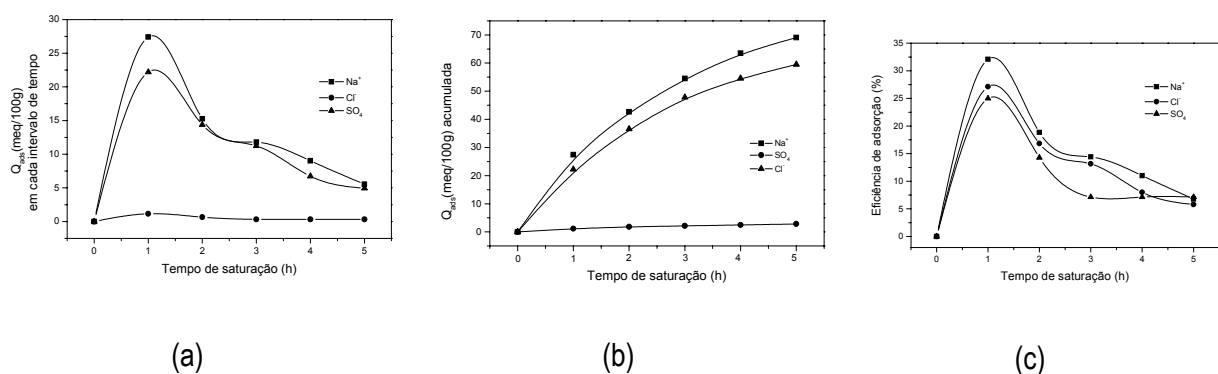 Q_ads(meq/100g)
em cada intervalo de tempo
30
25
20
15
10
5
0
Na⁺
Cl⁻
SO₄
0 1 2 3 4 5
Tempo de saturação (h)
(a)
Q_ads(meq/100g) acumulada
80
70
60
50
40
30
20
10
0
Na⁺
SO₄
Cl⁻
0 1 2 3 4 5
Tempo de saturação (h)
(b)
Eficiência de adsorção (%)
35
30
25
20
15
10
5
0
Na⁺
Cl⁻
SO₄
0 1 2 3 4 5
Tempo de saturação (h)
(c)